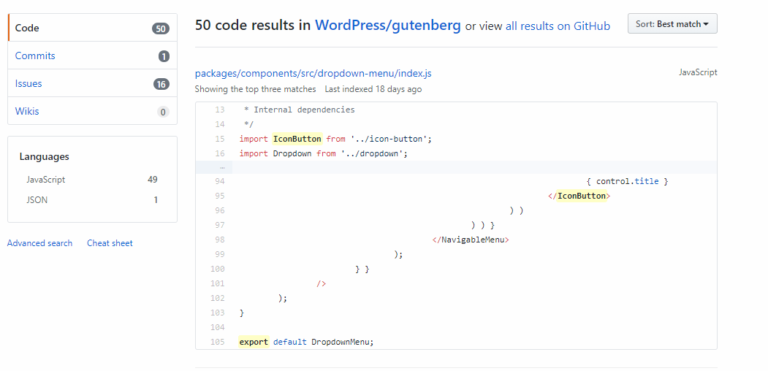 Code 50
Commits 1
Issues 16
Wikis 0
Languages
JavaScript 49
JSON 1
Advanced search Cheat sheet
50 code results in WordPress/gutenberg or view all results on GitHub
Sort: Best match
packages/components/src/dropdown-menu/index.js JavaScript
Showing the top three matches Last indexed 18 days ago
13 * Internal dependencies
14 */
15 import IconButton from '../icon-button';
16 import Dropdown from '../dropdown';
94 { control.title }
95 </IconButton>
96 ) )
97 ) ) }
98 </NavigableMenu>
99 );
100 } }
101 />
102 );
103 }
104
105 export default DropdownMenu;